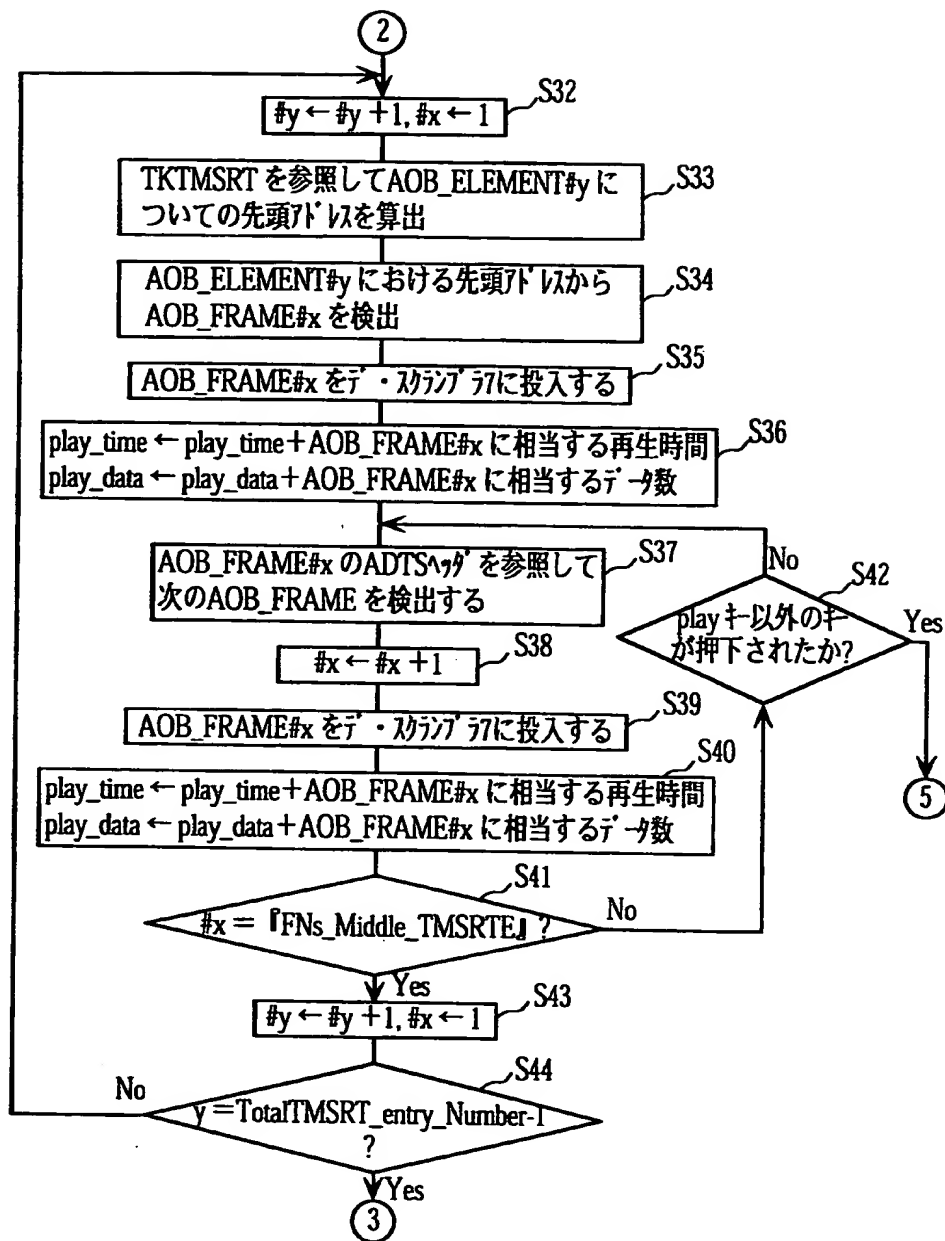 2
S32
#y ← #y +1, #x ← 1
S33
TKTMSRT を参照してAOB_ELEMENT#y に
ついての先頭ｱﾄﾞﾚｽを算出
S34
AOB_ELEMENT#y における先頭ｱﾄﾞﾚｽから
AOB_FRAME#x を検出
S35
AOB_FRAME#x をﾃﾞ・ｽｸﾗﾝﾌﾞﾗ7に投入する
S36
play_time ← play_time+AOB_FRAME#x に相当する再生時間
play_data ← play_data+AOB_FRAME#x に相当するﾃﾞｰﾀ数
S37
AOB_FRAME#x のADTSﾍｯﾀﾞを参照して
次のAOB_FRAME を検出する
No
S42
play キー以外のキー
が押下されたか?
Yes
S38
#x ← #x +1
S39
AOB_FRAME#x をﾃﾞ・ｽｸﾗﾝﾌﾞﾗ7に投入する
S40
play_time ← play_time+AOB_FRAME#x に相当する再生時間
play_data ← play_data+AOB_FRAME#x に相当するﾃﾞｰﾀ数
5
S41
#x =『FNs_Middle_TMSRTE』?
No
Yes
S43
#y ← #y +1, #x ← 1
S44
No
y =TotalTMSRT_entry_Number-1
?
Yes
3